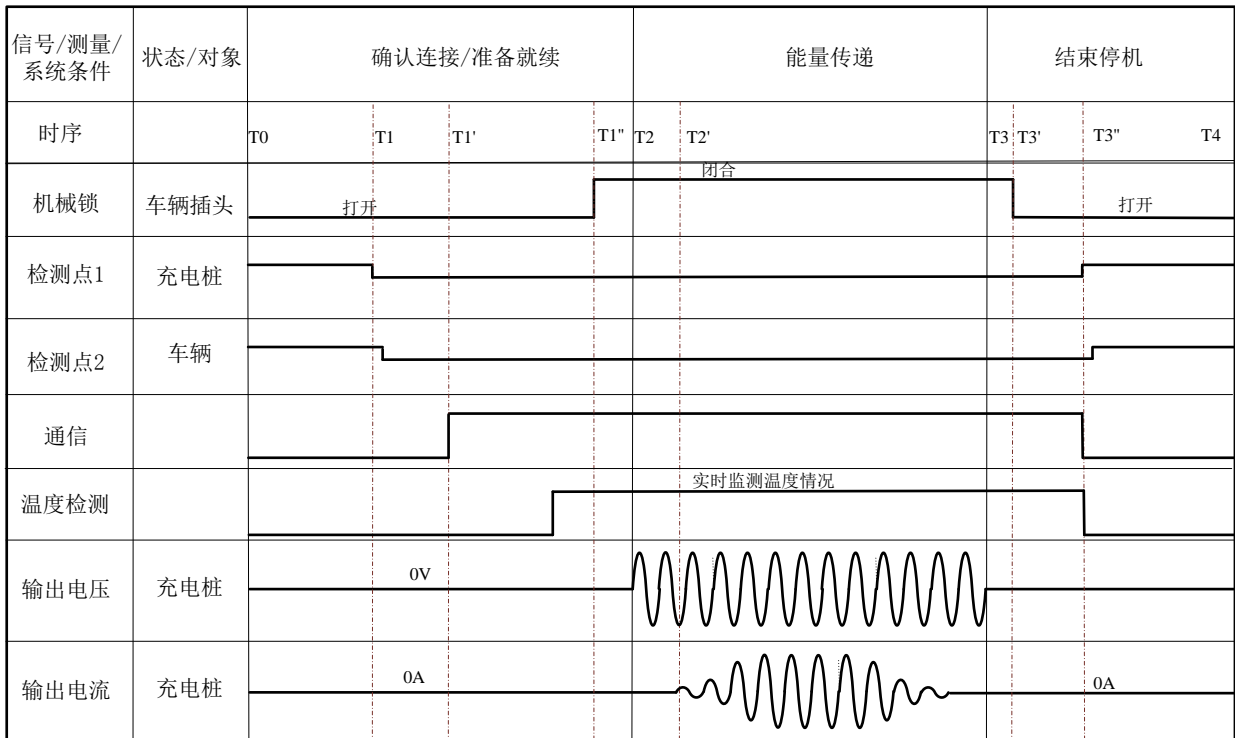 信号/测量/
系统条件
状态/对象
确认连接/准备就续
能量传递
结束停机
时序
T0
T1
T1'
T1"
T2
T2'
T3
T3'
T3"
T4
机械锁
车辆插头
打开
闭合
打开
检测点1
充电桩
检测点2
车辆
通信
温度检测
实时监测温度情况
输出电压
充电桩
0V
输出电流
充电桩
0A
0A